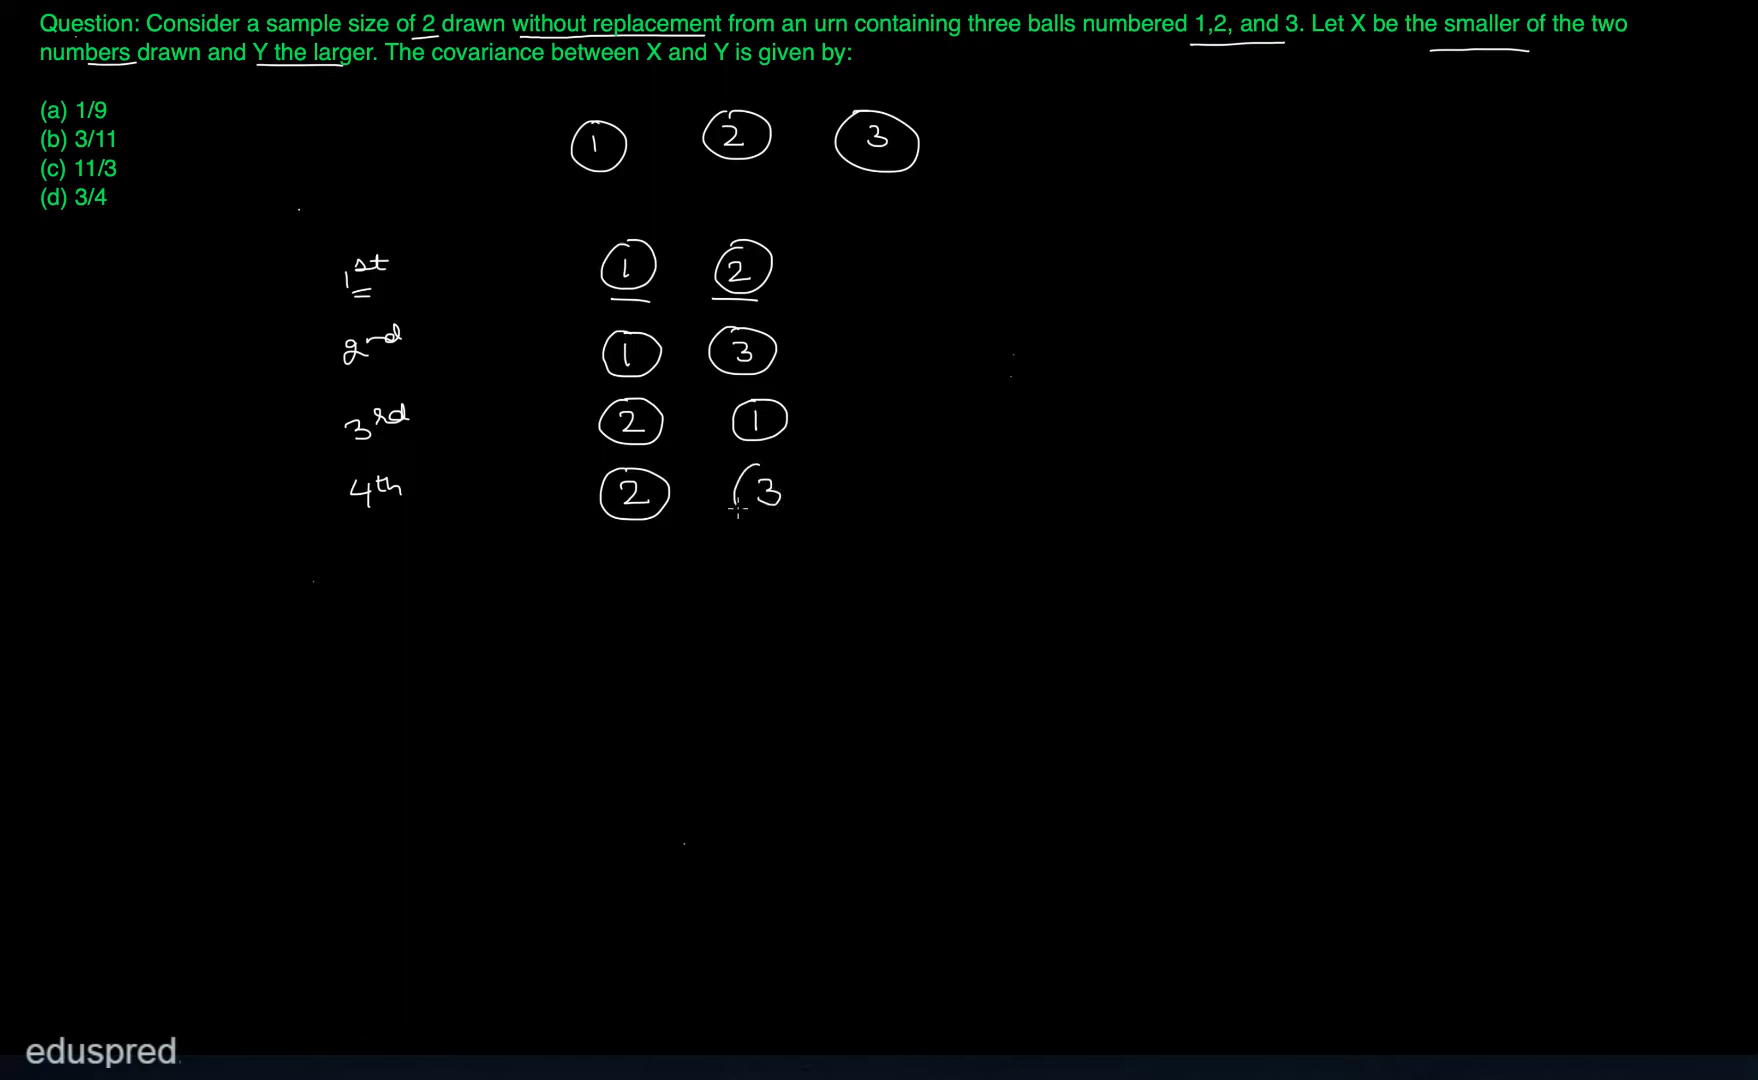 Question: Consider a sample size of 2 drawn without replacement from an urn containing three balls numbered 1,2, and 3. Let X be the smaller of the two
numbers drawn and Y the larger. The covariance between X and Y is given by:
(a) 1/9
(b) 3/11
(c) 11/3
(d) 3/4
1 2 3
1st 1 2
2nd 1 3
3rd 2 1
4th 2 3
eduspred